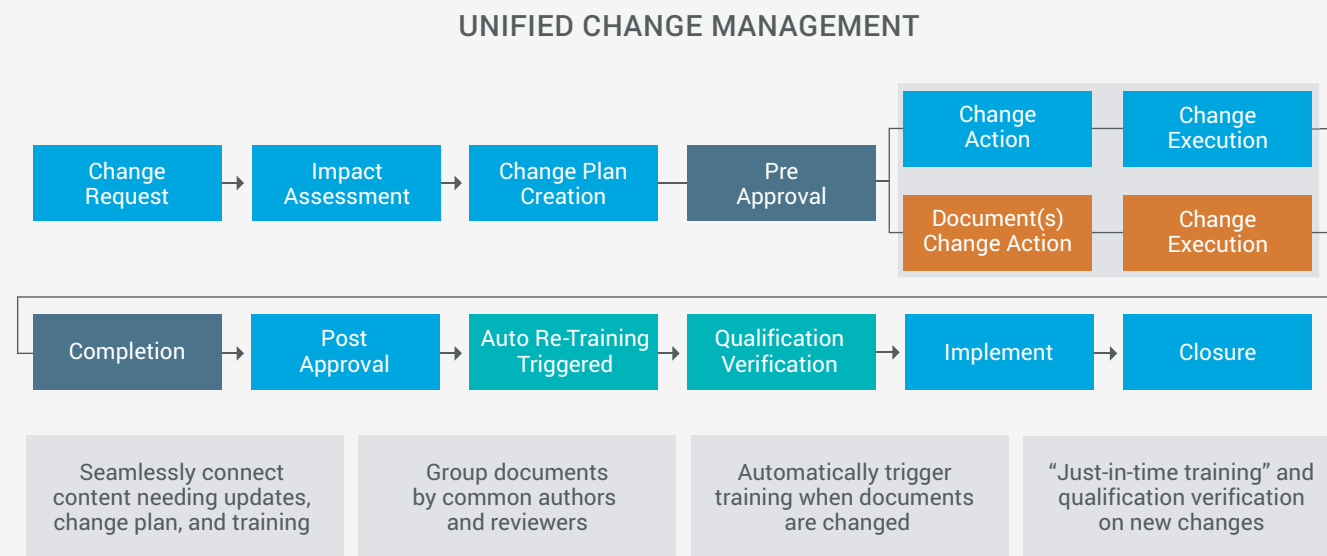 UNIFIED CHANGE MANAGEMENT
Change
Request
Impact
Assessment
Change Plan
Creation
Pre
Approval
Change
Action
Change
Execution
Document(s)
Change Action
Change
Execution
Completion
Post
Approval
Auto Re-Training
Triggered
Qualification
Verification
Implement
Closure
Seamlessly connect
content needing updates,
change plan, and training
Group documents
by common authors
and reviewers
Automatically trigger
training when documents
are changed
“Just-in-time training” and
qualification verification
on new changes